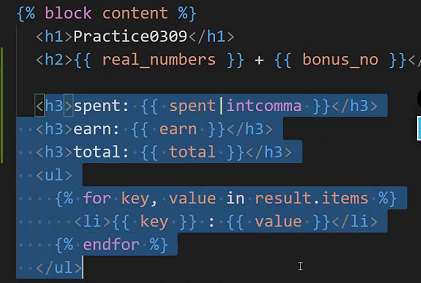 {% block content %}
<h1>Practice0309</h1>
<h2>{{ real_numbers }} + {{ bonus_no }}</
<h3>spent: {{ spent|intcomma }}</h3>
<h3>earn: {{ earn }}</h3>
<h3>total: {{ total }}</h3>
<ul>
{% for key, value in result.items %}
<li>{{ key }} : {{ value }}</li>
{% endfor %}
</ul>